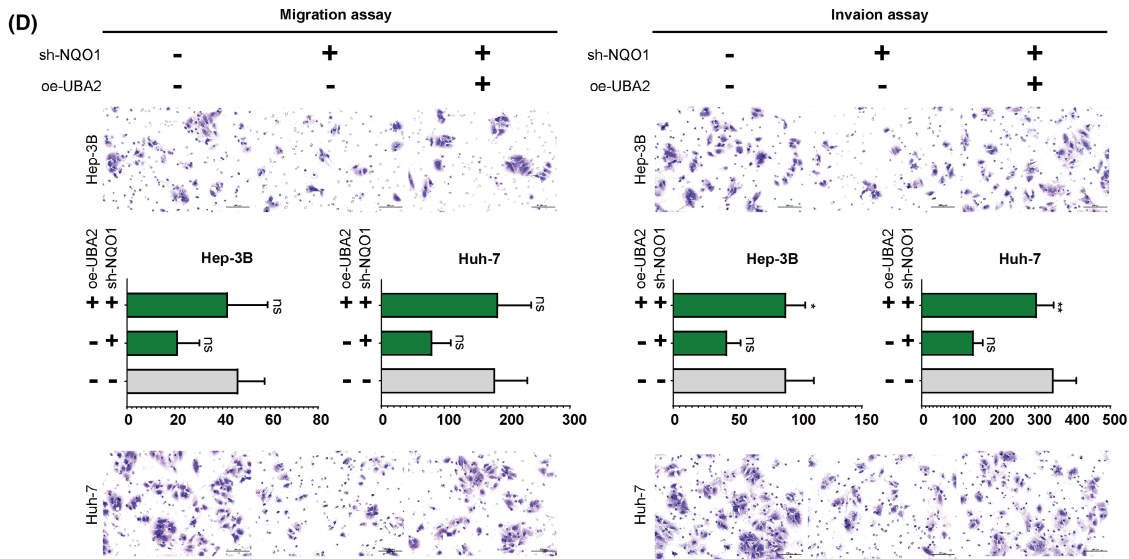 (D)
Migration assay
sh-NQO1 - + +
oe-UBA2 - - +
Hep-3B
oe-UBA2
sh-NQO1
Hep-3B
+ + ns
- + ns
- -
0 20 40 60 80
oe-UBA2
sh-NQO1
Huh-7
+ + ns
- + ns
- -
0 100 200 300
Huh-7
Invaion assay
sh-NQO1 - + +
oe-UBA2 - - +
Hep-3B
oe-UBA2
sh-NQO1
Hep-3B
+ + *
- + ns
- -
0 50 100 150
oe-UBA2
sh-NQO1
Huh-7
+ + **
- + ns
- -
0 100 200 300 400 500
Huh-7